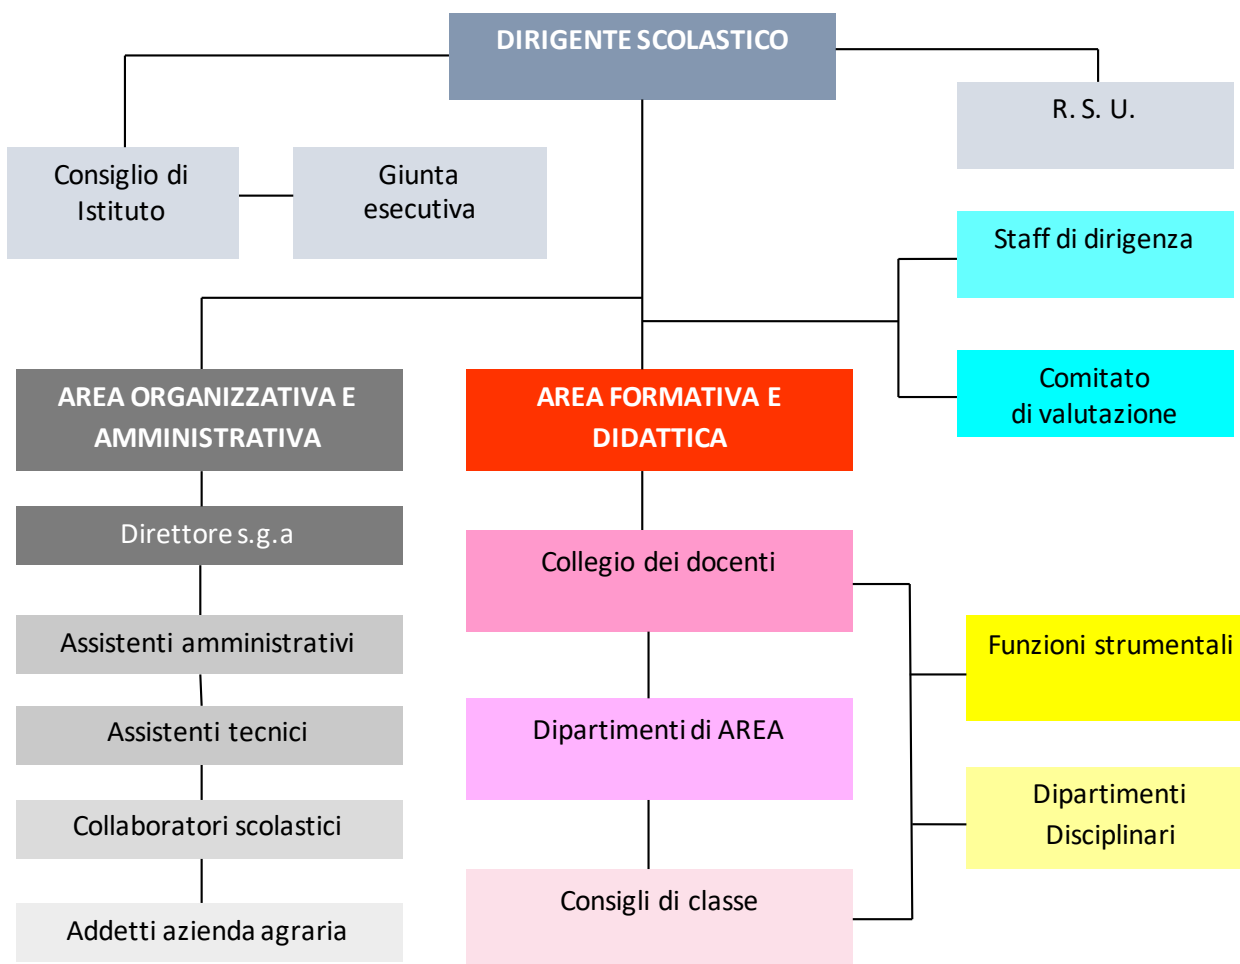 DIRIGENTE SCOLASTICO
R. S. U.
Consiglio di
Istituto
Giunta
esecutiva
Staff di dirigenza
Comitato
di valutazione
AREA ORGANIZZATIVA E
AMMINISTRATIVA
AREA FORMATIVA E
DIDATTICA
Direttore s.g.a
Collegio dei docenti
Assistenti amministrativi
Funzioni strumentali
Assistenti tecnici
Dipartimenti di AREA
Collaboratori scolastici
Dipartimenti
Disciplinari
Consigli di classe
Addetti azienda agraria